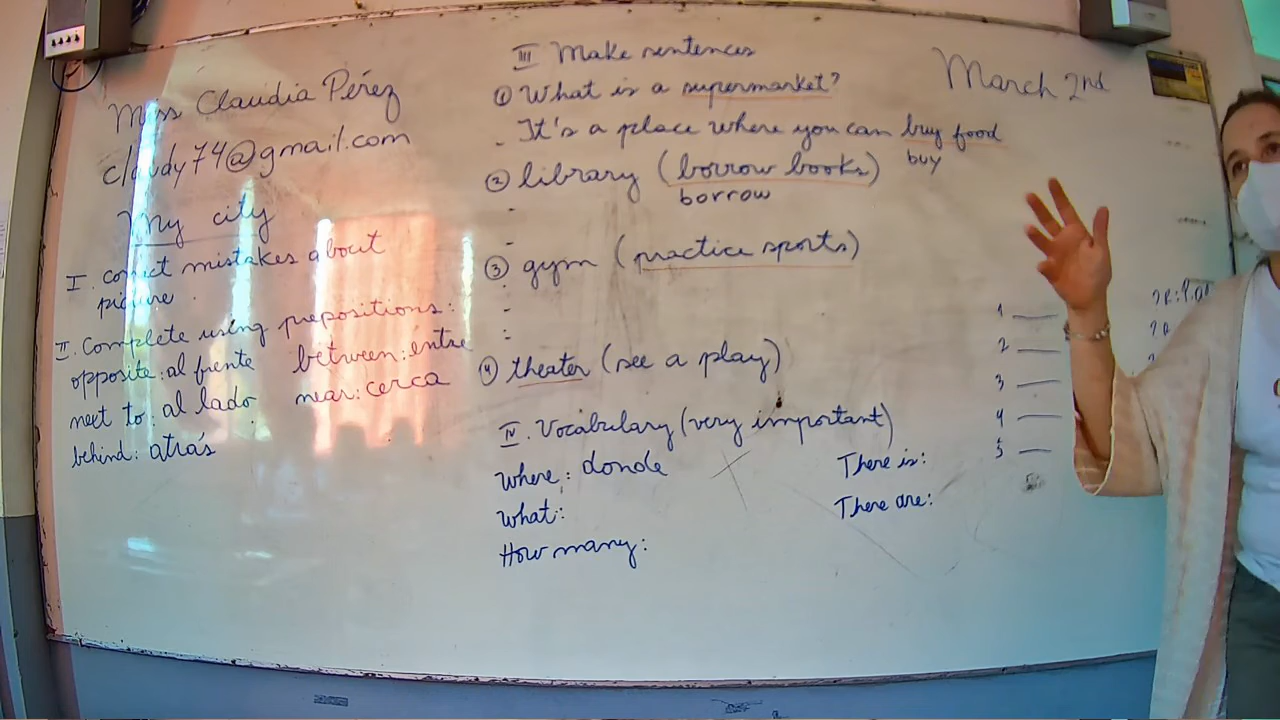 Miss Claudia Pérez
claudy74@gmail.com
My city
I. correct mistakes about
picture
II. Complete using prepositions:
opposite: al frente between: entre
next to: al lado near: cerca
behind: atrás
III Make sentences
① What is a supermarket?
- It's a place where you can buy food
buy
② library (borrow books)
borrow
-
-
③ gym (practice sports)
-
-
-
④ theater (see a play)
IV. Vocabulary (very important)
Where: donde
There is:
What:
There are:
How many:
March 2nd
1
2
3
4
5